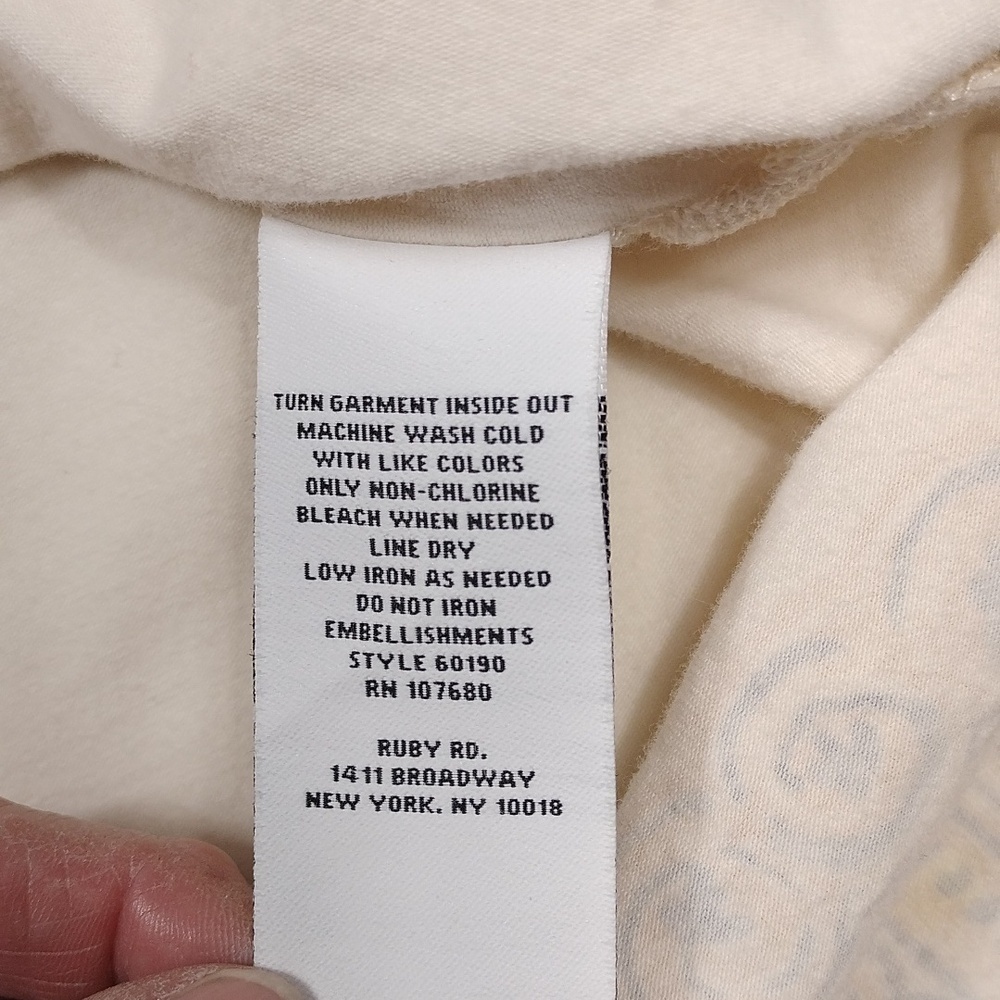 TURN GARMENT INSIDE OUT
MACHINE WASH COLD
WITH LIKE COLORS
ONLY NON-CHLORINE
BLEACH WHEN NEEDED
LINE DRY
LOW IRON AS NEEDED
DO NOT IRON
EMBELLISHMENTS
STYLE 60190
RN 107680
RUBY RD.
1411 BROADWAY
NEW YORK. NY 10018